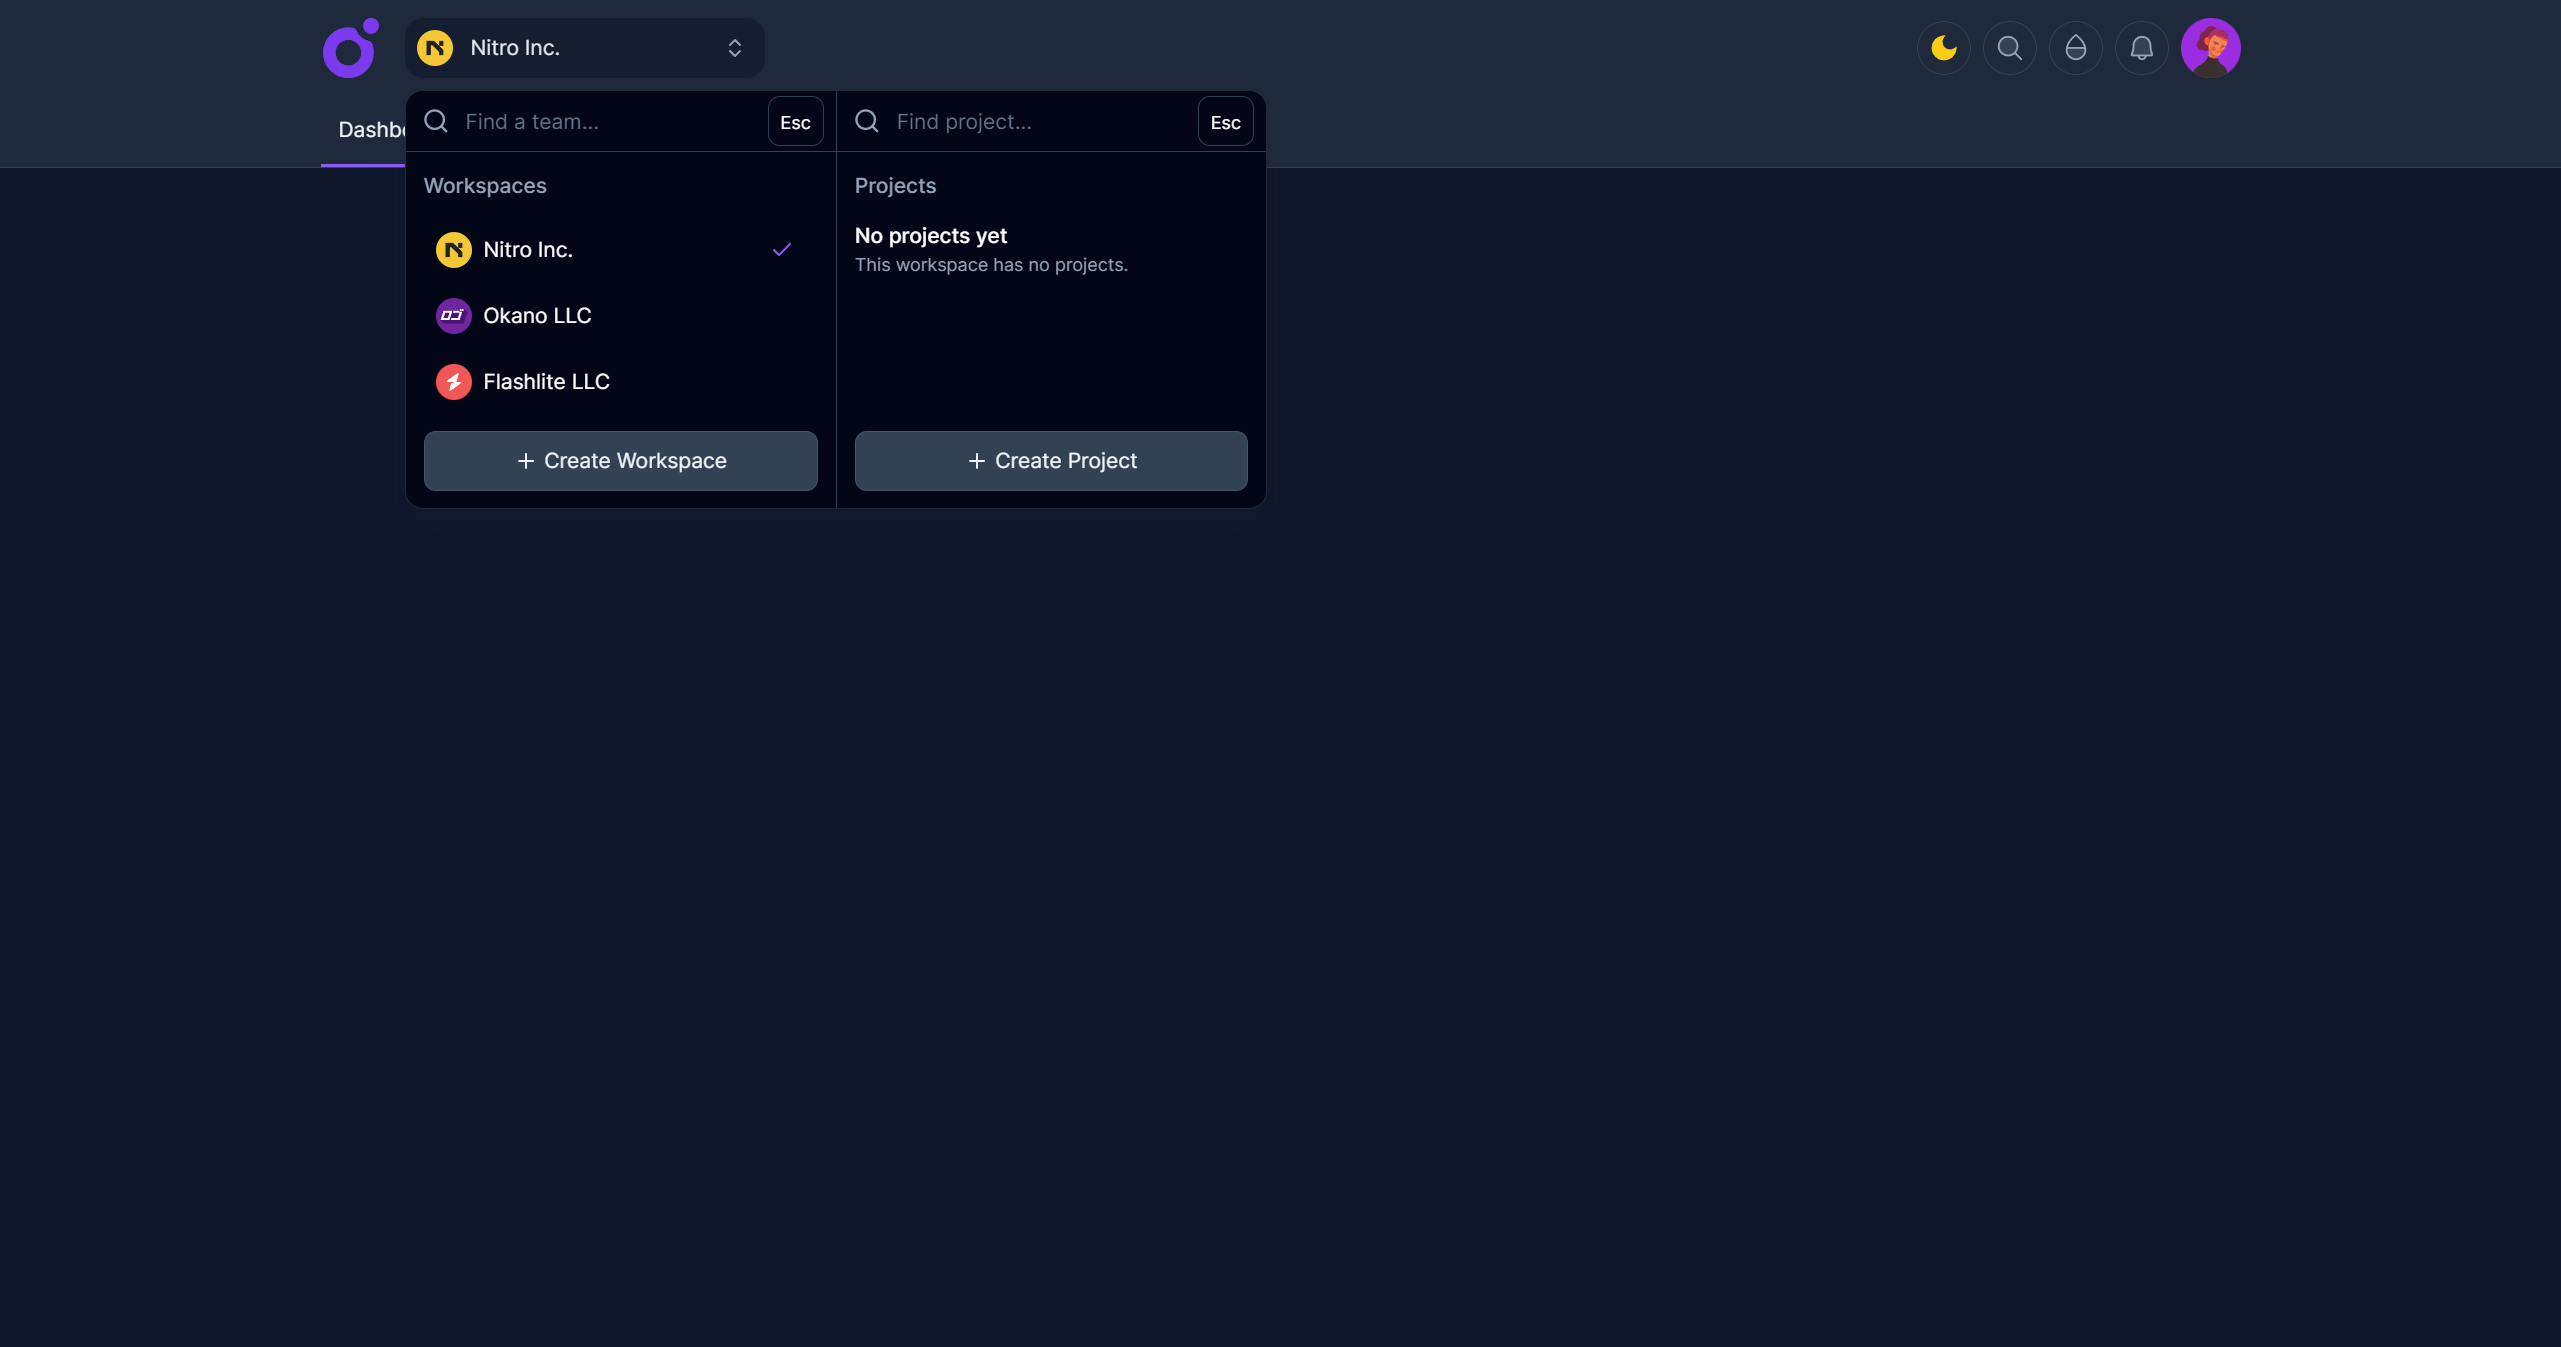 Nitro Inc.
Dashbo
Find a team...
Esc
Workspaces
Nitro Inc.
Okano LLC
Flashlite LLC
Create Workspace
Find project...
Esc
Projects
No projects yet
This workspace has no projects.
Create Project